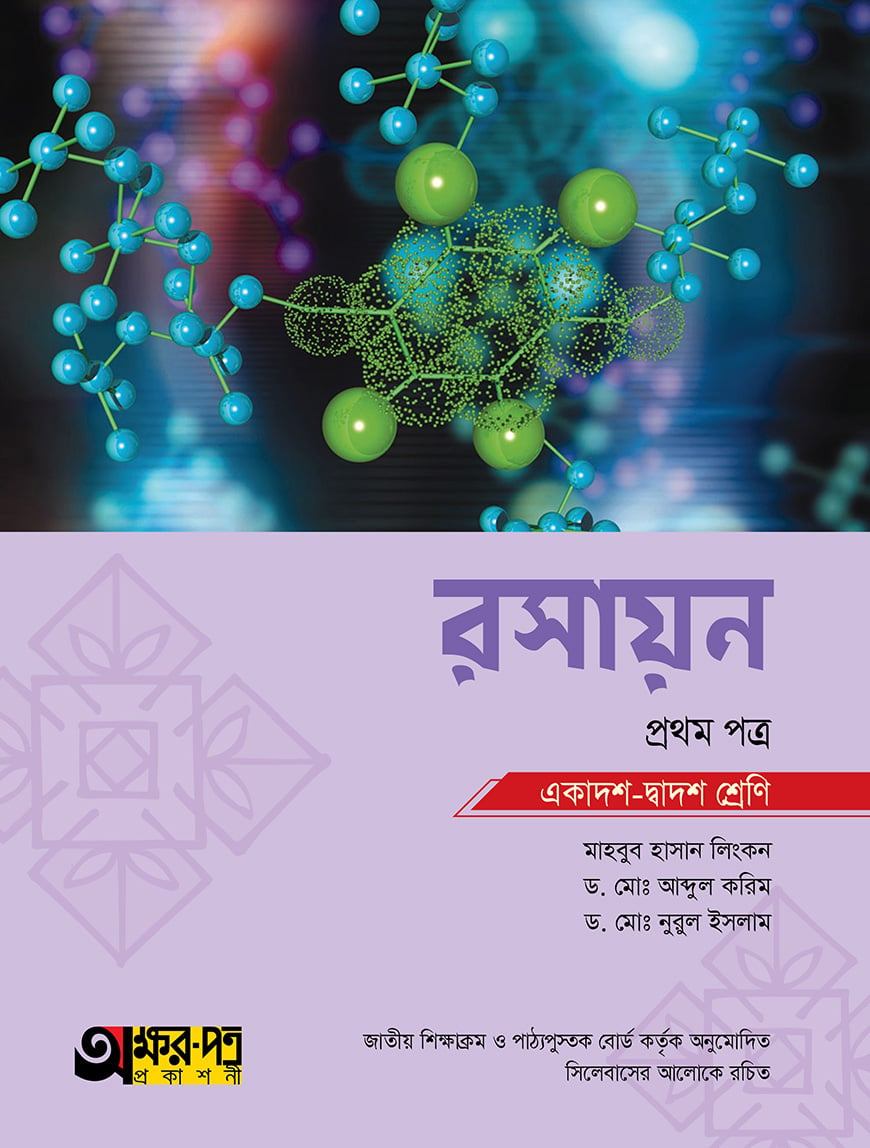 রসায়ন
প্রথম পত্র
একাদশ-দ্বাদশ শ্রেণি
মাহবুব হাসান লিংকন
ড. মোঃ আব্দুল করিম
ড. মোঃ নুরুল ইসলাম
অক্ষর-পত্র
প্রকাশনী
জাতীয় শিক্ষাক্রম ও পাঠ্যপুস্তক বোর্ড কর্তৃক অনুমোদিত
সিলেবাসের আলোকে রচিত